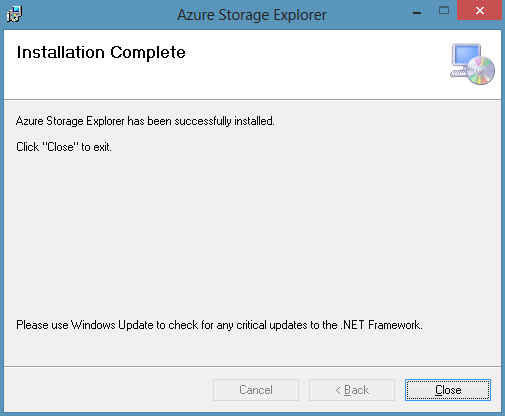 Azure Storage Explorer
Installation Complete
Azure Storage Explorer has been successfully installed.
Click "Close" to exit.
Please use Windows Update to check for any critical updates to the .NET Framework.
Cancel
< Back
Close